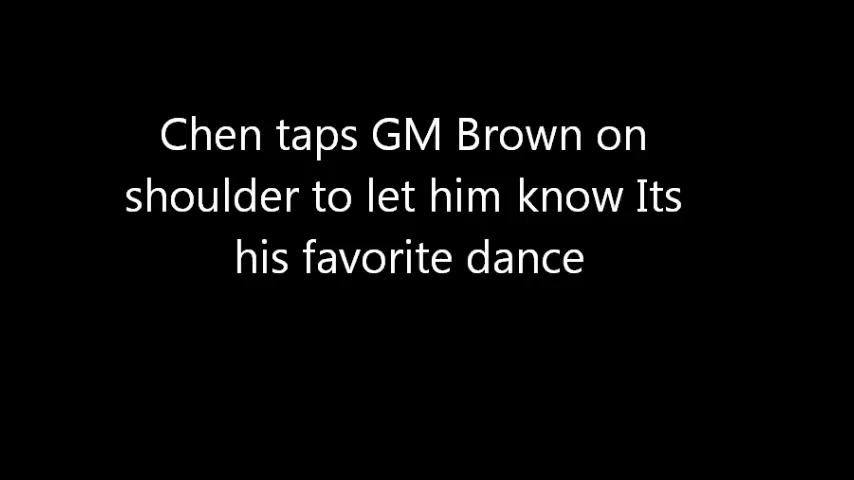 Chen taps GM Brown on
shoulder to let him know Its
his favorite dance